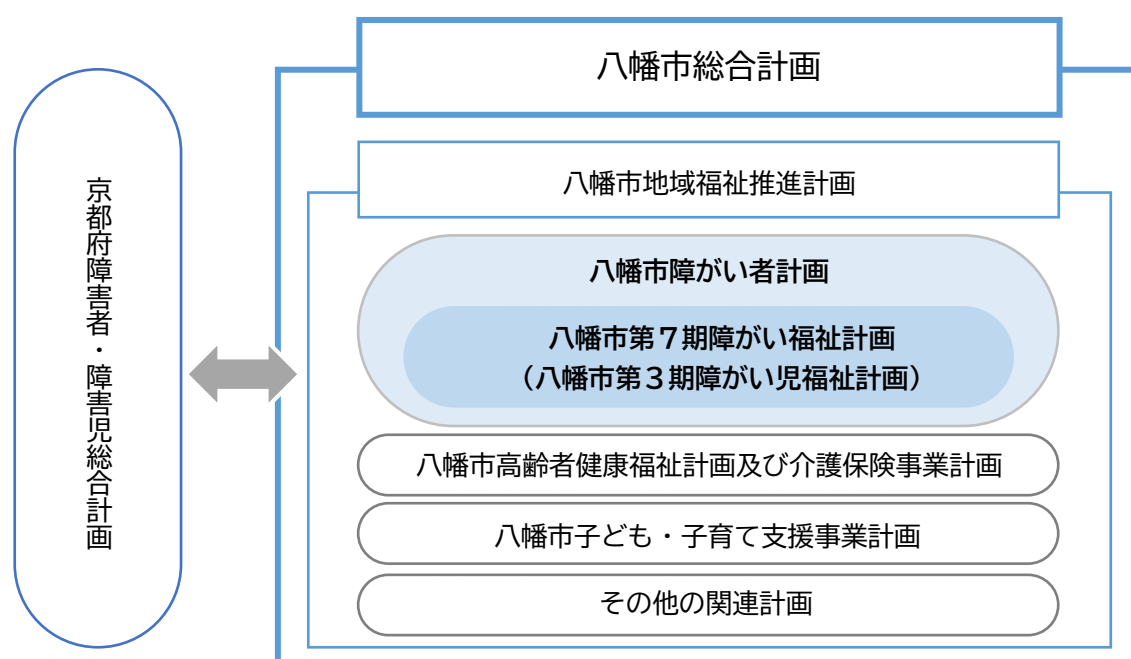 八幡市総合計画
京都府障害者・障害児総合計画
八幡市地域福祉推進計画
八幡市障がい者計画
八幡市第７期障がい福祉計画
（八幡市第３期障がい児福祉計画）
八幡市高齢者健康福祉計画及び介護保険事業計画
八幡市子ども・子育て支援事業計画
その他の関連計画